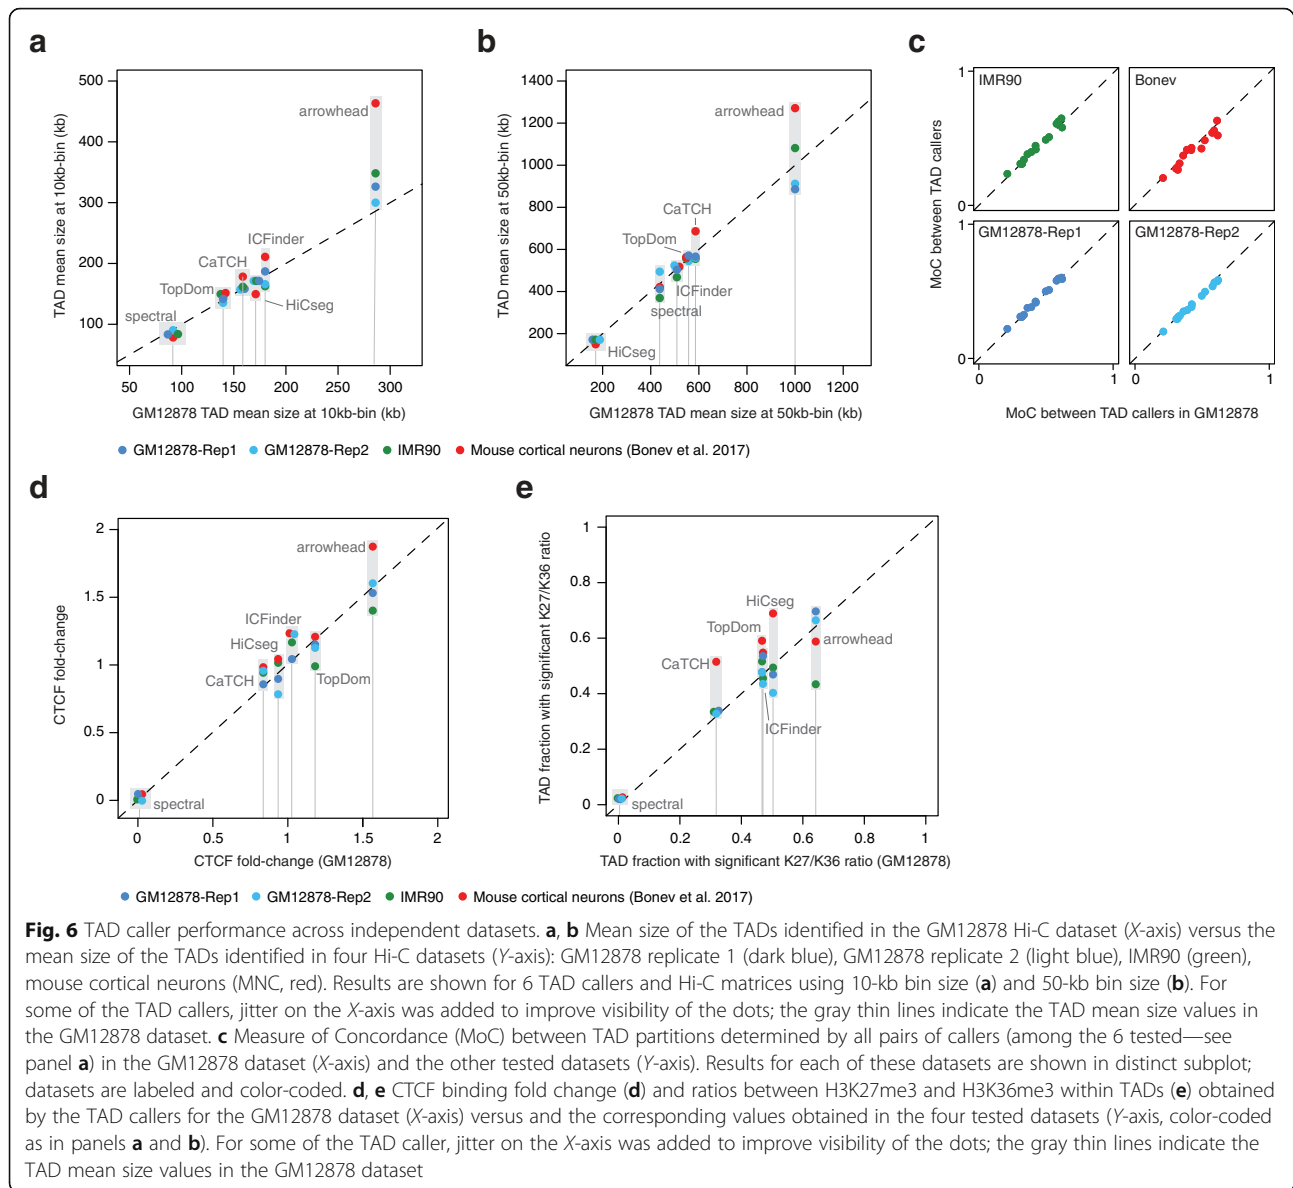 a
TAD mean size at 10kb-bin (kb)
500
400
300
200
100
arrowhead
ICFinder
CaTCH
TopDom
HiCseg
spectral
50 100 150 200 250 300
GM12878 TAD mean size at 10kb-bin (kb)
b
TAD mean size at 50kb-bin (kb)
1400
1200
1000
800
600
400
200
arrowhead
CaTCH
TopDom
ICFinder
spectral
HiCseg
200 400 600 800 1000 1200
GM12878 TAD mean size at 50kb-bin (kb)
c
MoC between TAD callers
1
0
IMR90
Bonev
1
0
GM12878-Rep1
GM12878-Rep2
0 1 0 1
MoC between TAD callers in GM12878
GM12878-Rep1 GM12878-Rep2 IMR90 Mouse cortical neurons (Bonev et al. 2017)
d
CTCF fold-change
2
1.5
1
0.5
0
arrowhead
ICFinder
HiCseg
CaTCH
TopDom
spectral
0 0.5 1 1.5 2
CTCF fold-change (GM12878)
e
TAD fraction with significant K27/K36 ratio
1
0.8
0.6
0.4
0.2
0
HiCseg
TopDom
arrowhead
CaTCH
ICFinder
spectral
0 0.2 0.4 0.6 0.8 1
TAD fraction with significant K27/K36 ratio (GM12878)
GM12878-Rep1 GM12878-Rep2 IMR90 Mouse cortical neurons (Bonev et al. 2017)
Fig. 6 TAD caller performance across independent datasets. a, b Mean size of the TADs identified in the GM12878 Hi-C dataset (X-axis) versus the
mean size of the TADs identified in four Hi-C datasets (Y-axis): GM12878 replicate 1 (dark blue), GM12878 replicate 2 (light blue), IMR90 (green),
mouse cortical neurons (MNC, red). Results are shown for 6 TAD callers and Hi-C matrices using 10-kb bin size (a) and 50-kb bin size (b). For
some of the TAD callers, jitter on the X-axis was added to improve visibility of the dots; the gray thin lines indicate the TAD mean size values in
the GM12878 dataset. c Measure of Concordance (MoC) between TAD partitions determined by all pairs of callers (among the 6 tested—see
panel a) in the GM12878 dataset (X-axis) and the other tested datasets (Y-axis). Results for each of these datasets are shown in distinct subplot;
datasets are labeled and color-coded. d, e CTCF binding fold change (d) and ratios between H3K27me3 and H3K36me3 within TADs (e) obtained
by the TAD callers for the GM12878 dataset (X-axis) versus and the corresponding values obtained in the four tested datasets (Y-axis, color-coded
as in panels a and b). For some of the TAD caller, jitter on the X-axis was added to improve visibility of the dots; the gray thin lines indicate the
TAD mean size values in the GM12878 dataset